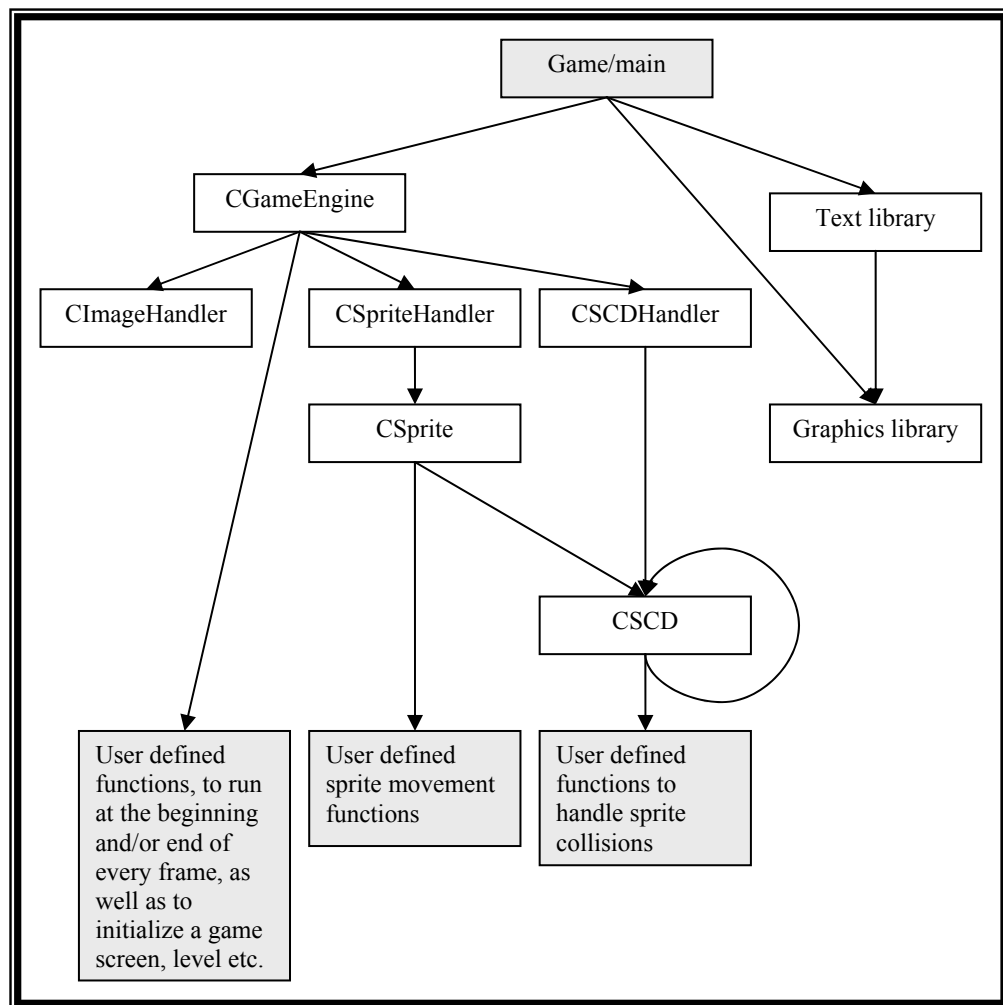 Game/main
CGameEngine
Text library
CImageHandler
CSpriteHandler
CSCDHandler
CSprite
Graphics library
CSCD
User defined
functions, to run
at the beginning
and/or end of
every frame, as
well as to
initialize a game
screen, level etc.
User defined
sprite movement
functions
User defined
functions to
handle sprite
collisions